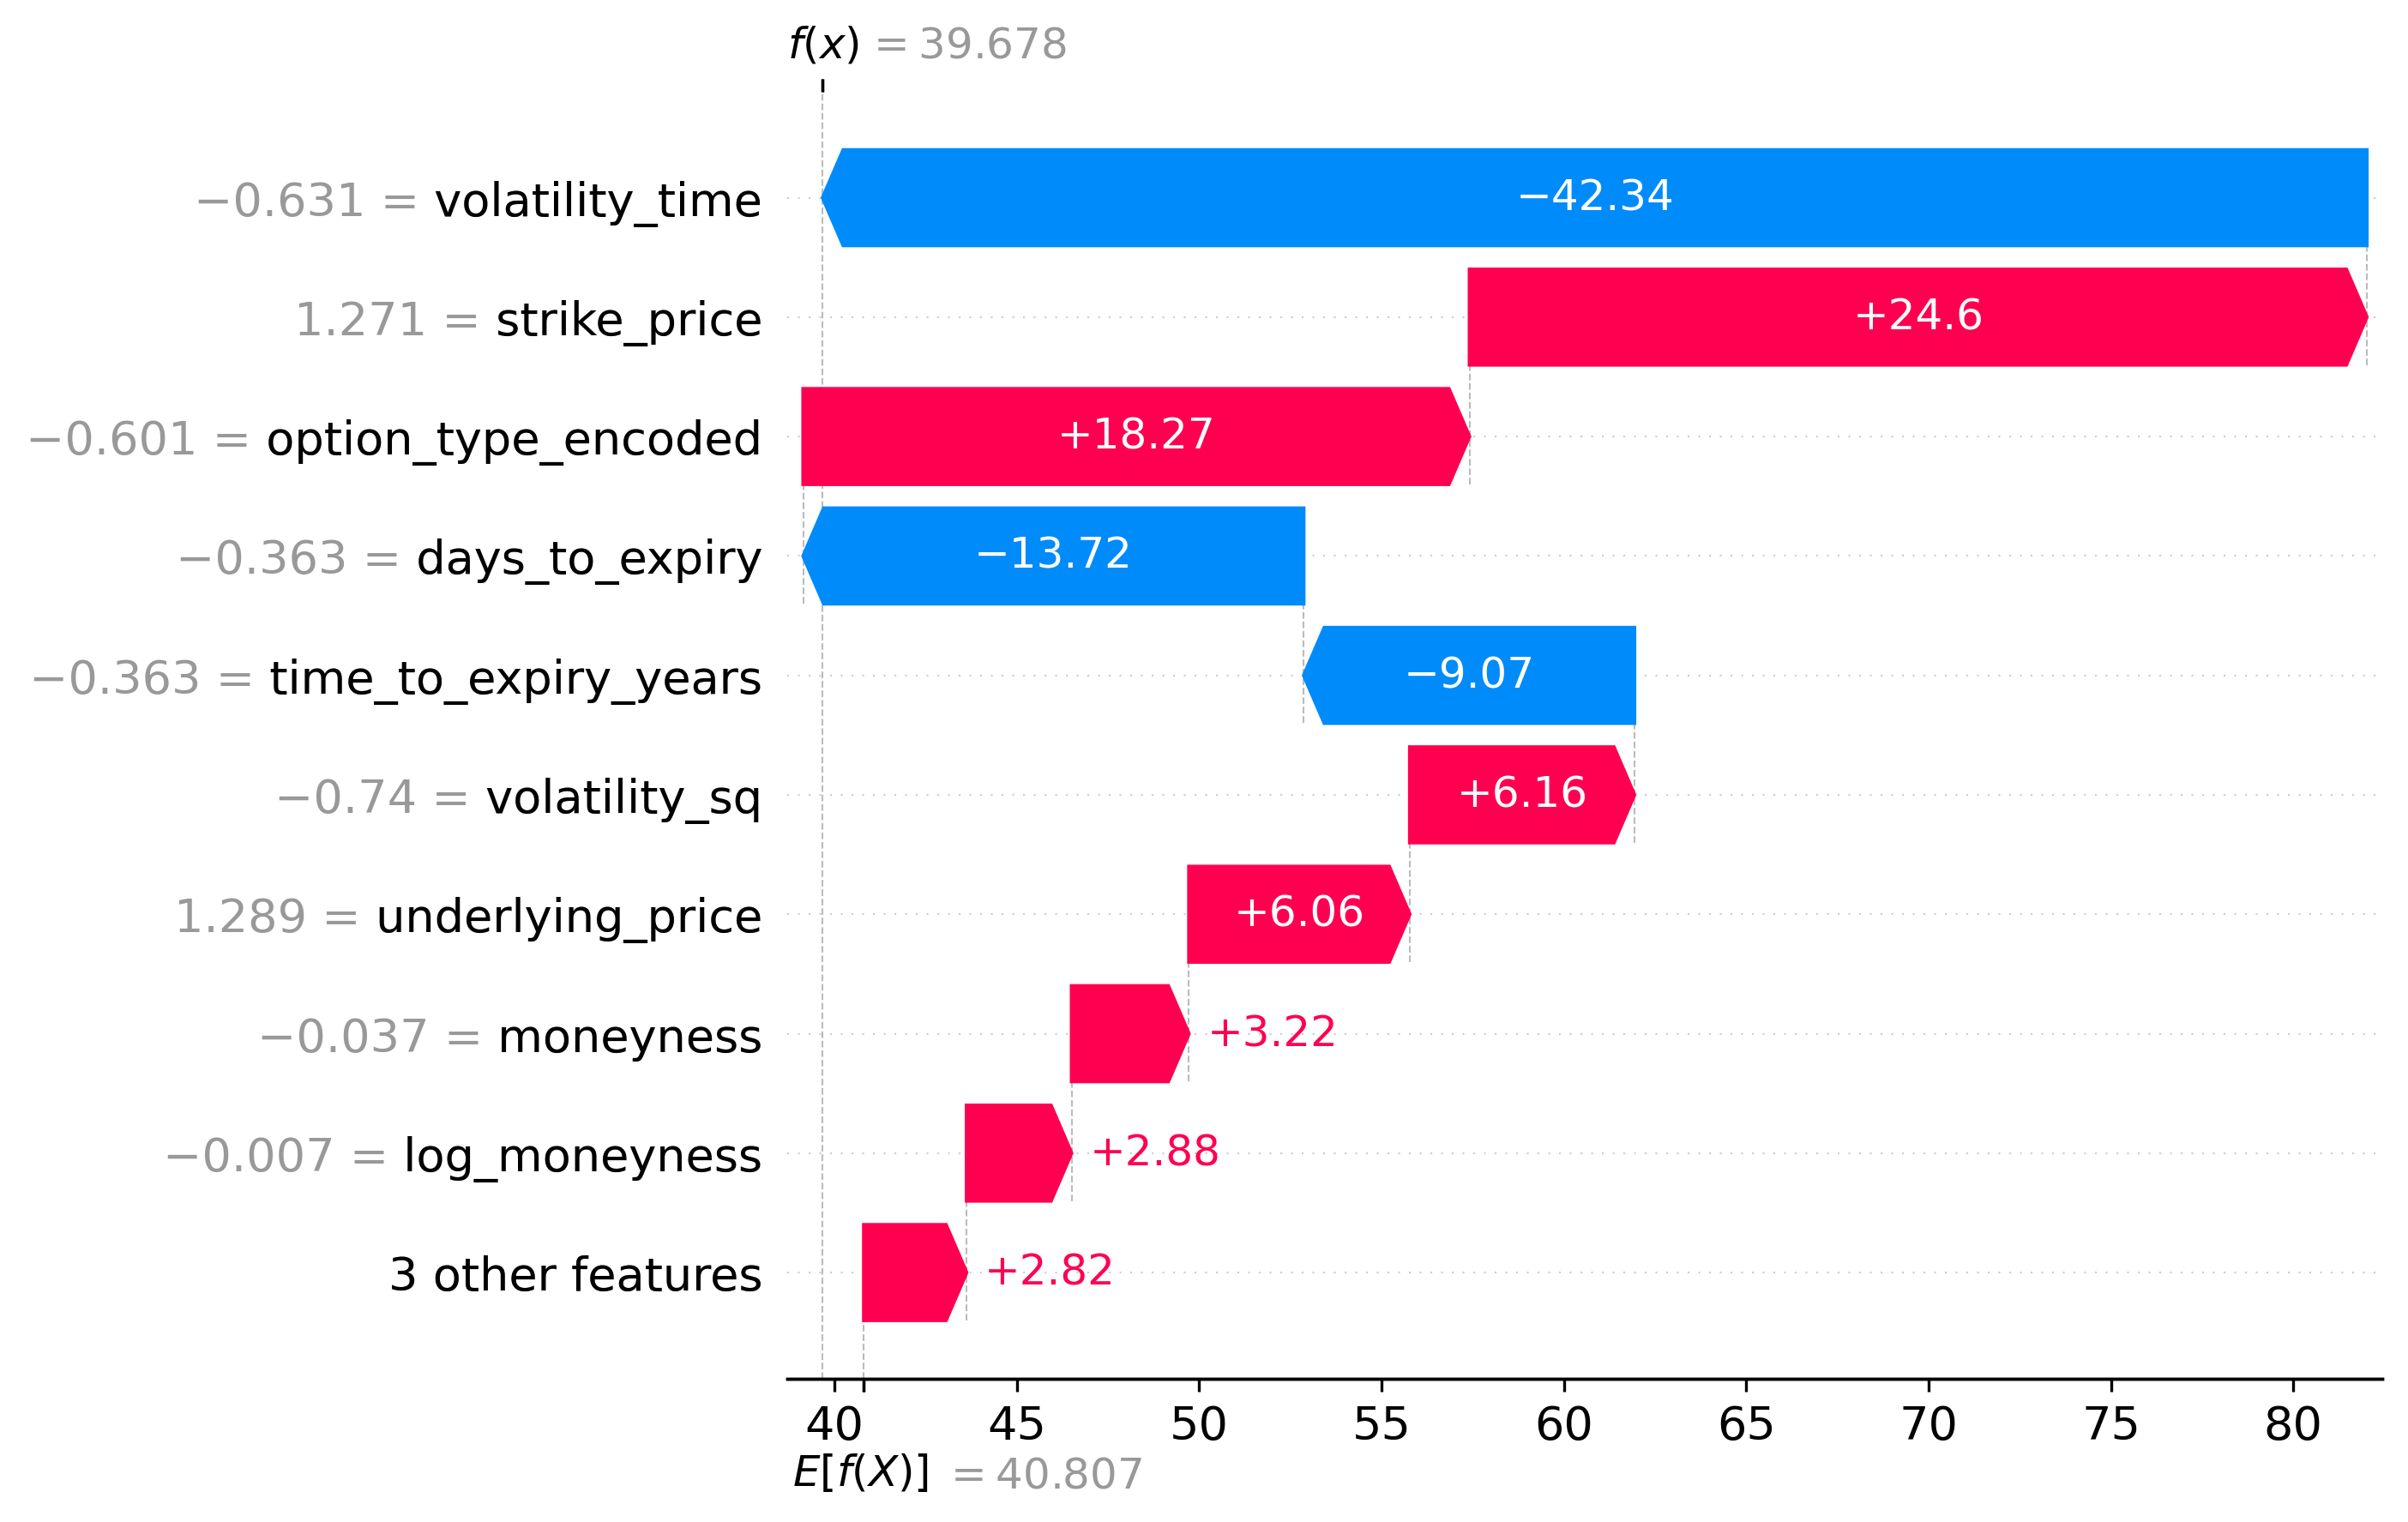 f(x) = 39.678
−0.631 = volatility_time
−42.34
1.271 = strike_price
+24.6
−0.601 = option_type_encoded
+18.27
−0.363 = days_to_expiry
−13.72
−0.363 = time_to_expiry_years
−9.07
−0.74 = volatility_sq
+6.16
1.289 = underlying_price
+6.06
−0.037 = moneyness
+3.22
−0.007 = log_moneyness
+2.88
3 other features
+2.82
40 45 50 55 60 65 70 75 80
E[f(X)] = 40.807